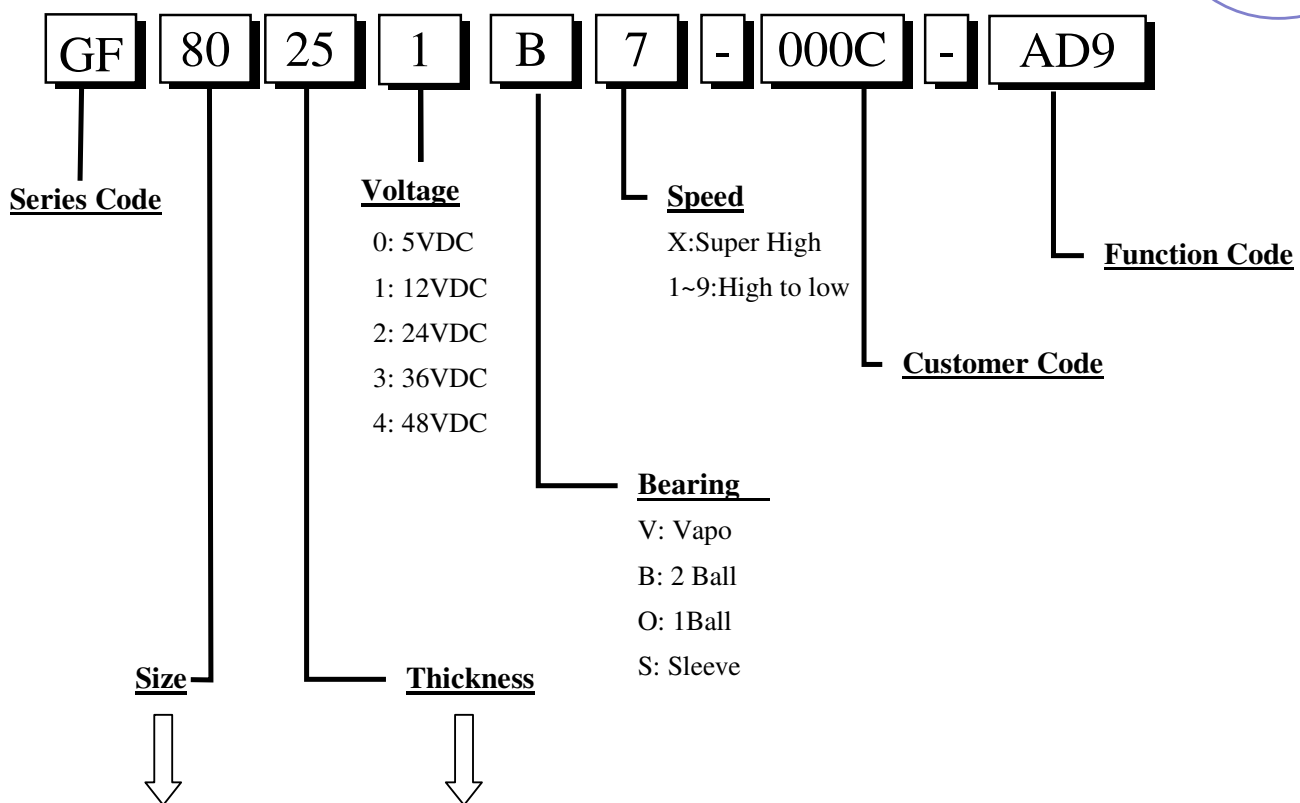 GF 80 25 1 B 7 - 000C - AD9
Series Code
Voltage
0: 5VDC
1: 12VDC
2: 24VDC
3: 36VDC
4: 48VDC
Speed
X:Super High
1~9:High to low
Function Code
Customer Code
Bearing
V: Vapo
B: 2 Ball
O: 1Ball
S: Sleeve
Size
Thickness